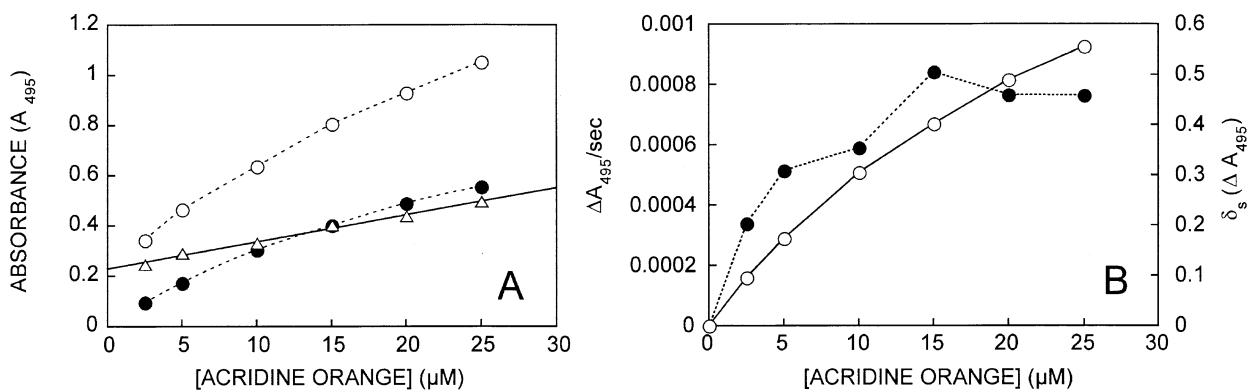 1.2
1
0.8
0.6
0.4
0.2
0
ABSORBANCE (A 495)
A
0 5 10 15 20 25 30
[ACRIDINE ORANGE] (µM)
0.001
0.0008
0.0006
0.0004
0.0002
0
ΔA495/sec
B
0.6
0.5
0.4
0.3
0.2
0.1
0
δs (Δ A495)
0 5 10 15 20 25 30
[ACRIDINE ORANGE] (µM)